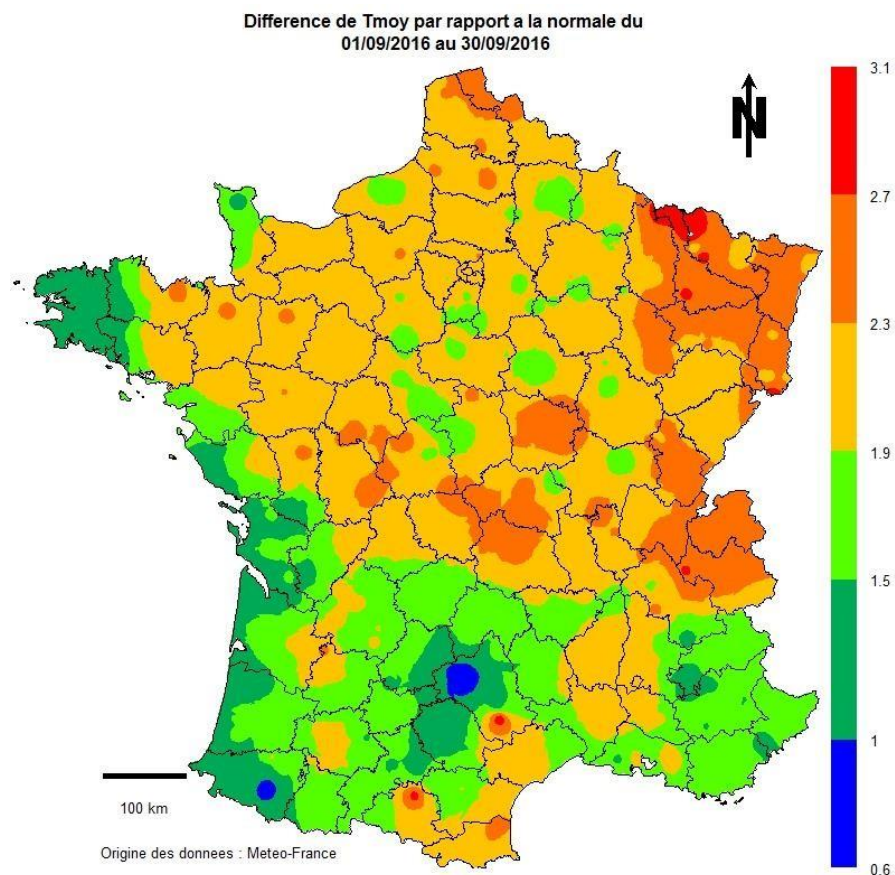 Difference de Tmoy par rapport a la normale du
01/09/2016 au 30/09/2016
N
3.1
2.7
2.3
1.9
1.5
1
0.6
100 km
Origine des donnees : Meteo-France